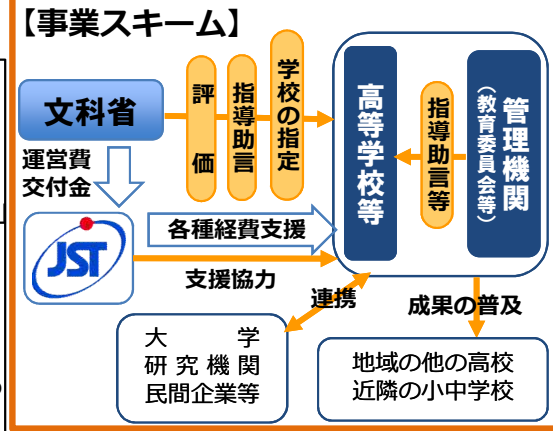 【事業スキーム】
文科省
評価
指導助言
学校の指定
高等学校等
指導助言等
管理機関
（教育委員会等）
運営費
交付金
各種経費支援
JST
支援協力
連携
成果の普及
大学
研究機関
民間企業等
地域の他の高校
近隣の小中学校